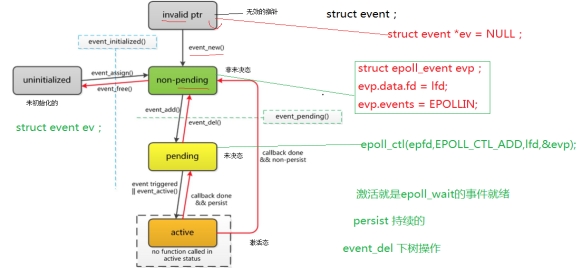 invalid ptr
无效的指针
struct event ;
struct event *ev = NULL ;
event_initialized()
event_new()
uninitialized
未初始化的
event_assign()
event_free()
non-pending
非未决态
struct epoll_event evp ;
evp.data.fd = lfd;
evp.events = EPOLLIN;
struct event ev ;
event_add()
event_del()
event_pending()
pending
未决态
epoll_ctl(epfd,EPOLL_CTL_ADD,lfd,&evp);
callback done
&& non-persist
event triggered
|| event_active()
callback done
&& persist
激活就是epoll_wait的事件就绪
persist 持续的
active
激活态
no function called in
active status
event_del 下树操作